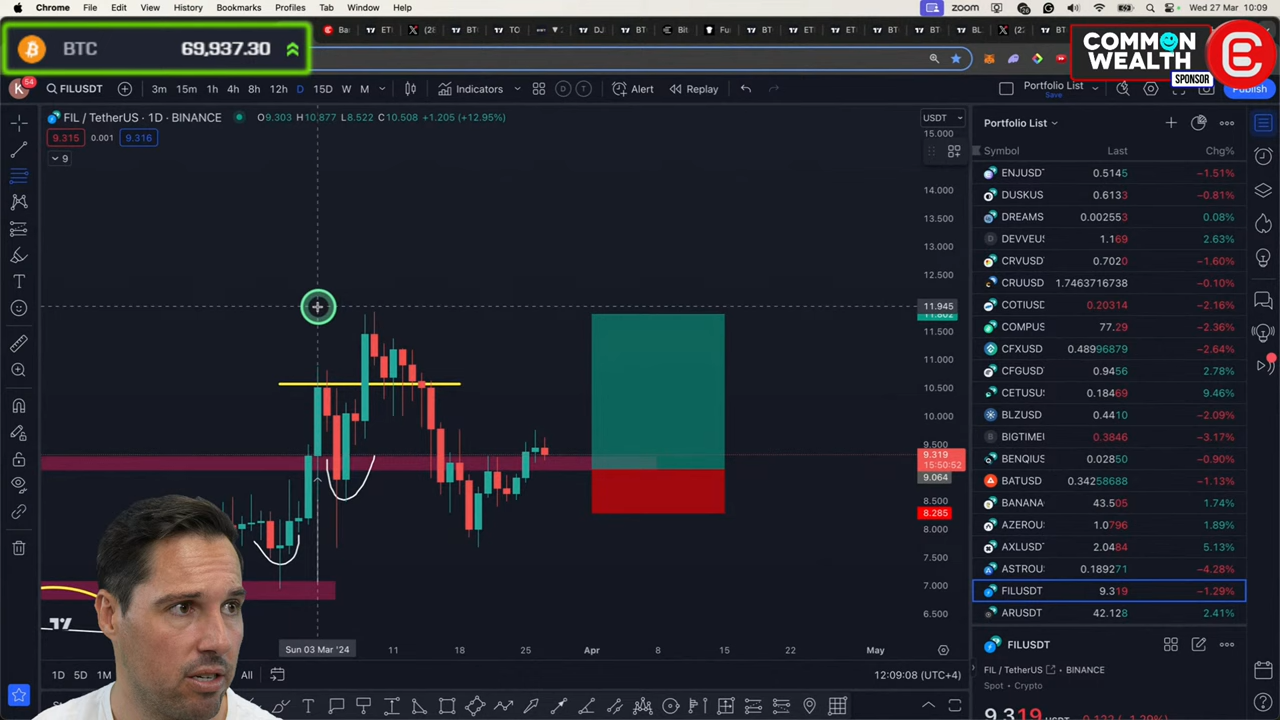 Chrome File Edit View History Bookmarks Profiles Tab Window Help
zoom
Wed 27 Mar 10:09
BTC 69,937.30
COMMON
WEALTH
SPONSOR
K 54
FILUSDT
3m 15m 1h 4h 8h 12h D 15D W M
Indicators
Alert
Replay
Portfolio List
Save
Publish
FIL / TetherUS · 1D · BINANCE
O9.303 H10.877 L8.522 C10.508 +1.205 (+12.95%)
9.315 0.001 9.316
9
USDT
15.000
14.000
13.500
13.000
12.500
11.945
11.802
11.500
11.000
10.500
10.000
9.500
9.319
15:50:52
9.064
8.500
8.285
8.000
7.500
7.000
6.500
Sun 03 Mar '24 11 18 25 Apr 8 15 22 May
1D 5D 1M All
12:09:08 (UTC+4)
Portfolio List
Symbol Last Chg%
ENJUSD 0.5145 −1.51%
DUSKUS 0.6133 −0.81%
DREAMS 0.002553 0.08%
DEVVEUS 1.169 2.63%
CRVUSD 0.7020 −1.60%
CRUUSD 1.7463716738 −0.10%
COTIUSD 0.20314 −2.16%
COMPUS 77.29 −2.36%
CFXUSD 0.48996879 −2.64%
CFGUSD 0.9456 2.78%
CETUSD 0.18469 9.46%
BLZUSD 0.4410 −2.09%
BIGTIME 0.3846 −3.17%
BENQIUS 0.02850 −0.90%
BATUSD 0.34258688 −1.13%
BANANA 43.505 1.74%
AZEROU 1.0796 1.89%
AXLUSDT 2.0484 5.13%
ASTROU 0.189271 −4.28%
FILUSDT 9.319 −1.29%
ARUSDT 42.128 2.41%
FILUSDT
FIL / TetherUS BINANCE
Spot · Crypto
9.319